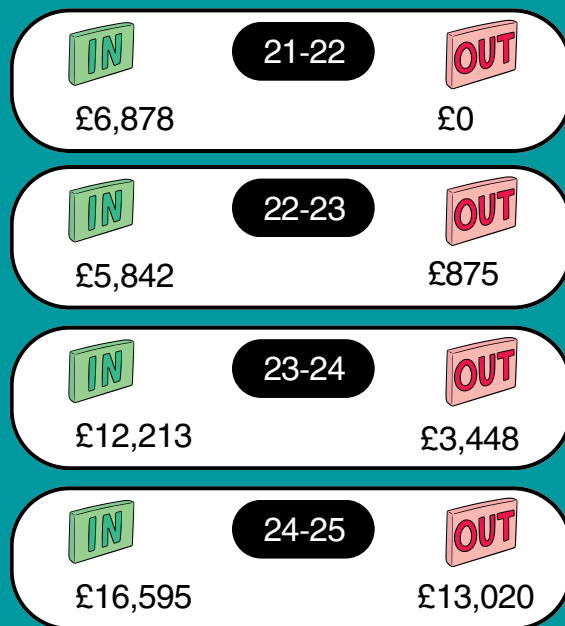 IN 21-22 OUT
£6,878 £0
IN 22-23 OUT
£5,842 £875
IN 23-24 OUT
£12,213 £3,448
IN 24-25 OUT
£16,595 £13,020